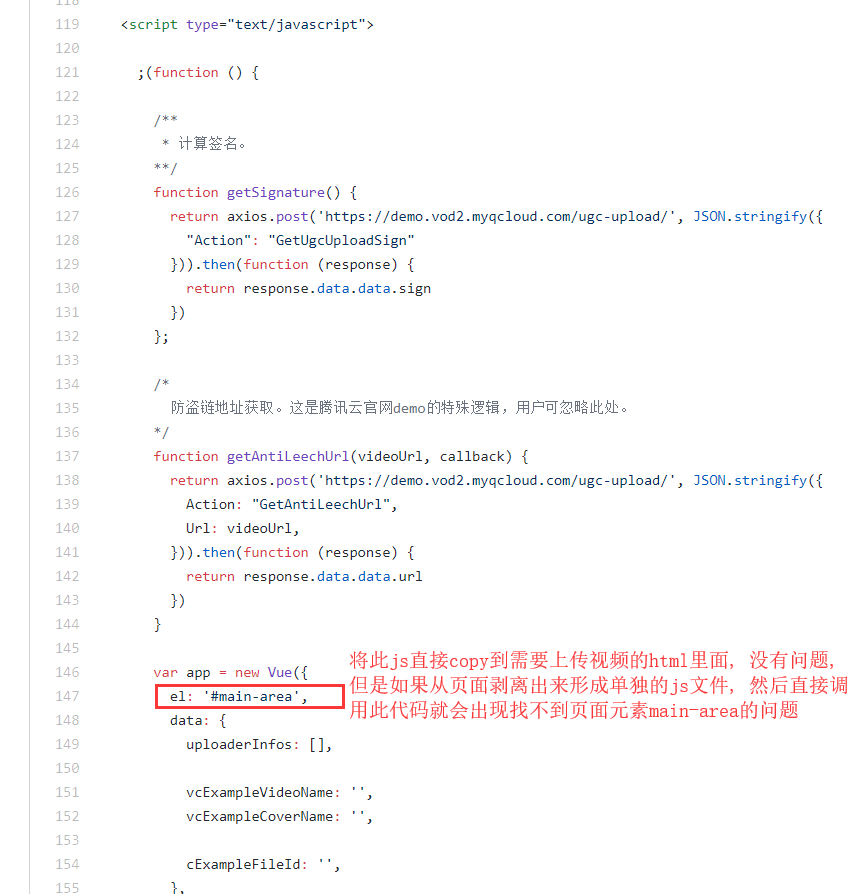 118
119 <script type="text/javascript">
120
121 ;(function () {
122
123 /**
124 * 计算签名。
125 **/
126 function getSignature() {
127 return axios.post('https://demo.vod2.myqcloud.com/ugc-upload/', JSON.stringify({
128 "Action": "GetUgcUploadSign"
129 })).then(function (response) {
130 return response.data.data.sign
131 })
132 };
133
134 /*
135 防盗链地址获取。这是腾讯云官网demo的特殊逻辑，用户可忽略此处。
136 */
137 function getAntiLeechUrl(videoUrl, callback) {
138 return axios.post('https://demo.vod2.myqcloud.com/ugc-upload/', JSON.stringify({
139 Action: "GetAntiLeechUrl",
140 Url: videoUrl,
141 })).then(function (response) {
142 return response.data.data.url
143 })
144 }
145
146 var app = new Vue({
147 el: '#main-area',
148 data: {
149 uploaderInfos: [],
150
151 vcExampleVideoName: '',
152 vcExampleCoverName: '',
153
154 cExampleFileId: '',
155 },
将此js直接copy到需要上传视频的html里面, 没有问题,
但是如果从页面剥离出来形成单独的js文件, 然后直接调
用此代码就会出现找不到页面元素main-area的问题